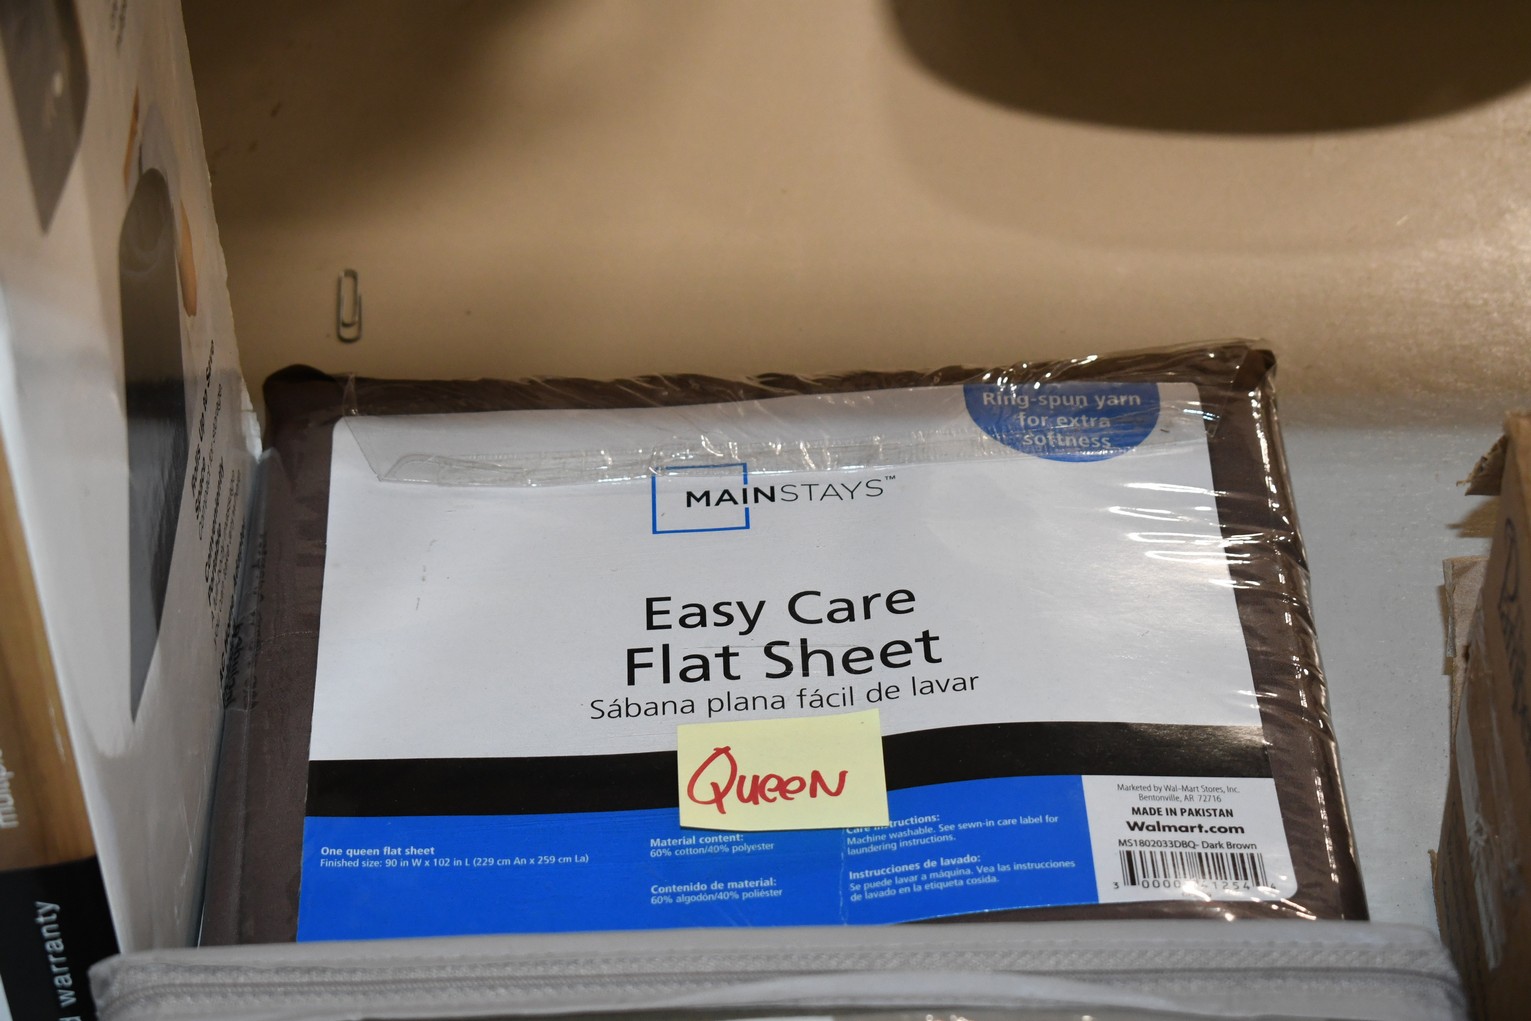 Ring-spun yarn
for extra
softness
MAINSTAYS™
Easy Care
Flat Sheet
Sábana plana fácil de lavar
Queen
One queen flat sheet
Finished size: 90 in W x 102 in L (229 cm An x 259 cm La)
Material content:
60% cotton/40% polyester
Contenido de material:
60% algodón/40% poliéster
Care instructions:
Machine washable. See sewn-in care label for
laundering instructions.
Instrucciones de lavado:
Se puede lavar a máquina. Vea las instrucciones
de lavado en la etiqueta cosida.
Marketed by Wal-Mart Stores, Inc.
Bentonville, AR 72716
MADE IN PAKISTAN
Walmart.com
MS1802033DBQ- Dark Brown
warranty